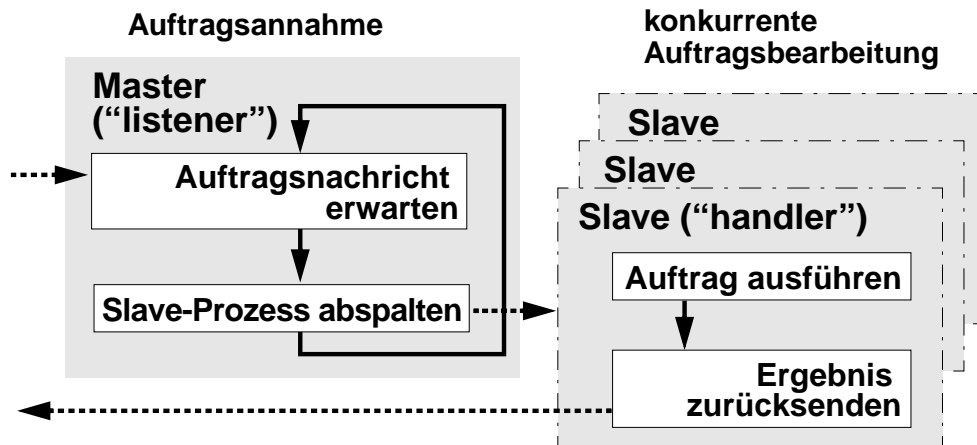 Auftragsannahme
konkurrente
Auftragsbearbeitung
Master
(“listener”)
Auftragsnachricht
erwarten
Slave-Prozess abspalten
Slave
Slave
Slave (“handler”)
Auftrag ausführen
Ergebnis
zurücksenden